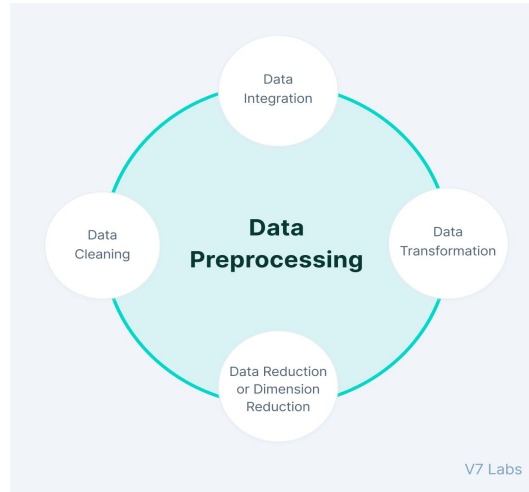 Data
Integration
Data
Cleaning
Data
Preprocessing
Data
Transformation
Data Reduction
or Dimension
Reduction
V7 Labs